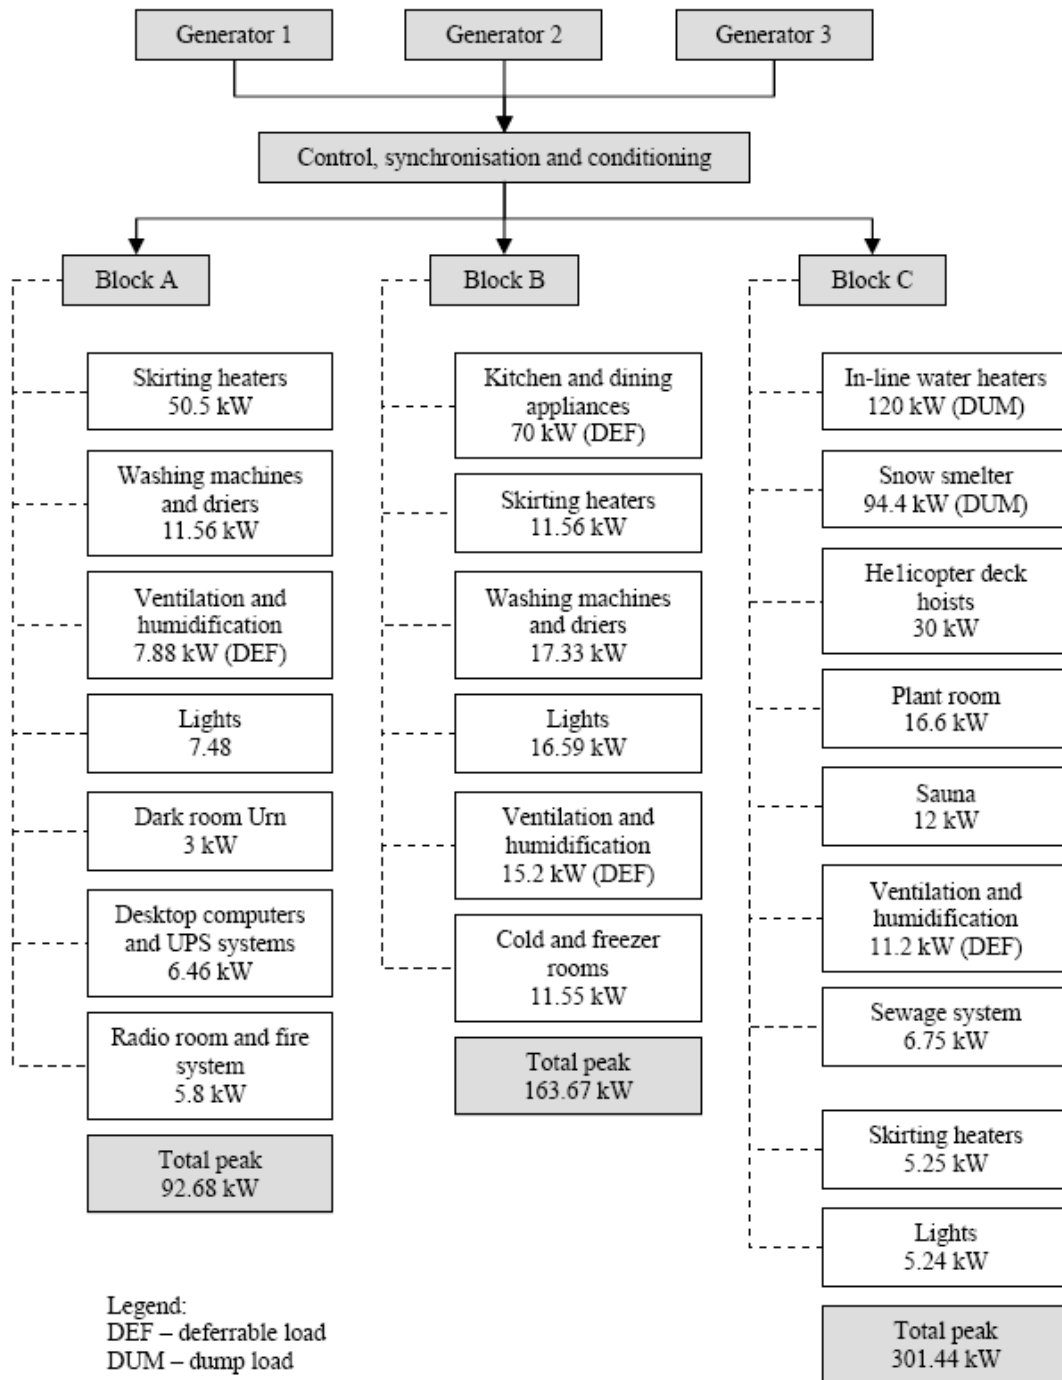 Generator 1
Generator 2
Generator 3
Control, synchronisation and conditioning
Block A
Block B
Block C
Skirting heaters
50.5 kW
Washing machines
and driers
11.56 kW
Ventilation and
humidification
7.88 kW (DEF)
Lights
7.48
Dark room Urn
3 kW
Desktop computers
and UPS systems
6.46 kW
Radio room and fire
system
5.8 kW
Total peak
92.68 kW
Kitchen and dining
appliances
70 kW (DEF)
Skirting heaters
11.56 kW
Washing machines
and driers
17.33 kW
Lights
16.59 kW
Ventilation and
humidification
15.2 kW (DEF)
Cold and freezer
rooms
11.55 kW
Total peak
163.67 kW
In-line water heaters
120 kW (DUM)
Snow smelter
94.4 kW (DUM)
He1icopter deck
hoists
30 kW
Plant room
16.6 kW
Sauna
12 kW
Ventilation and
humidification
11.2 kW (DEF)
Sewage system
6.75 kW
Skirting heaters
5.25 kW
Lights
5.24 kW
Total peak
301.44 kW
Legend:
DEF – deferrable load
DUM – dump load